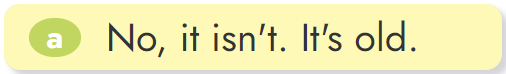 a No, it isn't. It's old.